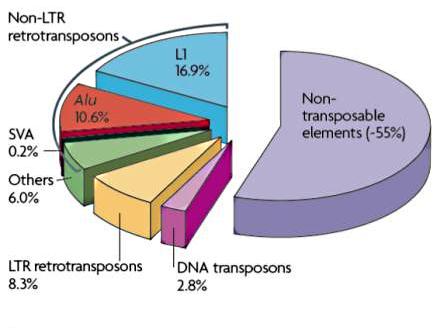 Non-LTR
retrotransposons
L1
16.9%
Alu
10.6%
Non-
transposable
elements (-55%)
SVA
0.2%
Others
6.0%
LTR retrotransposons
8.3%
DNA transposons
2.8%